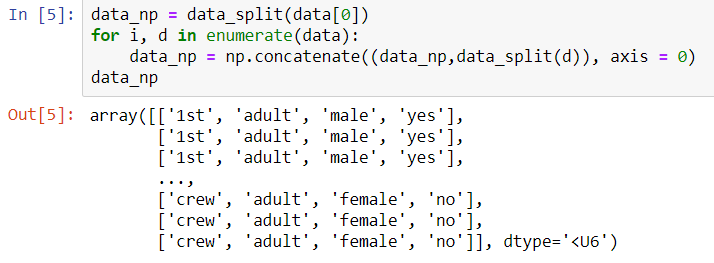 In [5]: data_np = data_split(data[0])
for i, d in enumerate(data):
    data_np = np.concatenate((data_np,data_split(d)), axis = 0)
data_np
Out[5]: array([['1st', 'adult', 'male', 'yes'],
       ['1st', 'adult', 'male', 'yes'],
       ['1st', 'adult', 'male', 'yes'],
       ...,
       ['crew', 'adult', 'female', 'no'],
       ['crew', 'adult', 'female', 'no'],
       ['crew', 'adult', 'female', 'no']], dtype='<U6')